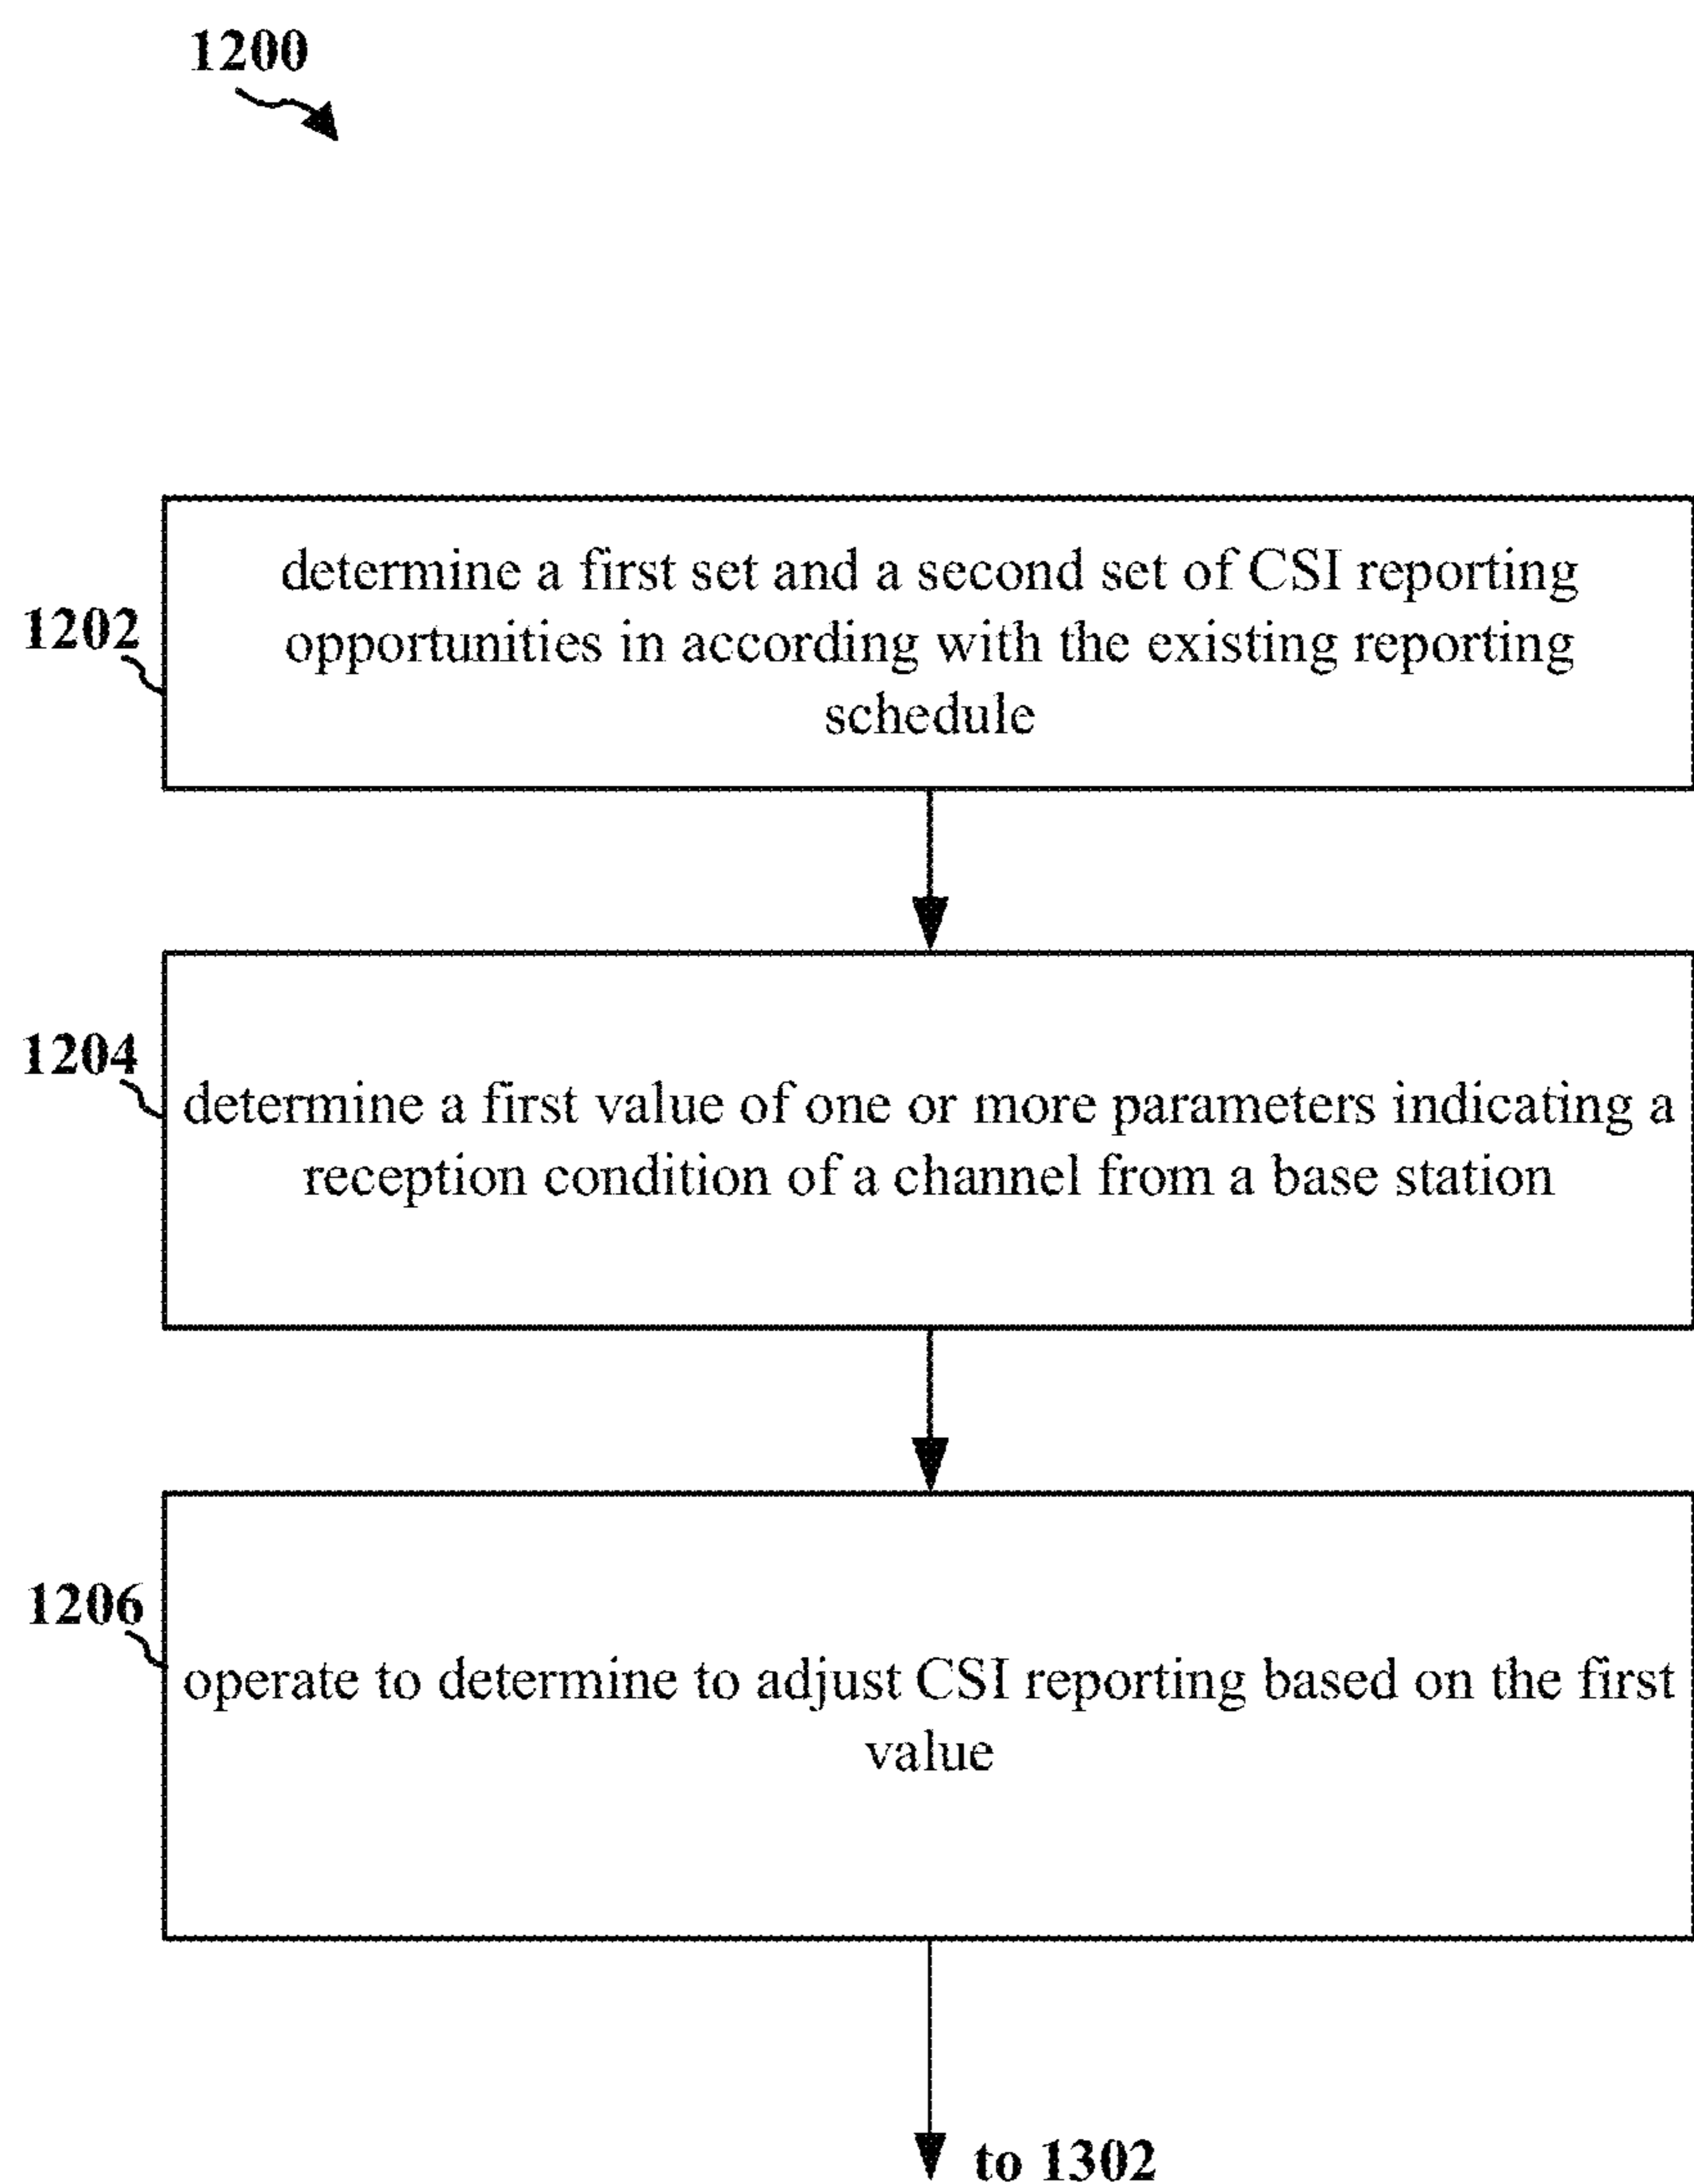 1200
determine a first set and a second set of CSI reporting
opportunities in according with the existing reporting
schedule
1202
determine a first value of one or more parameters indicating a
reception condition of a channel from a base station
1204
operate to determine to adjust CSI reporting based on the first
value
1206
to 1302